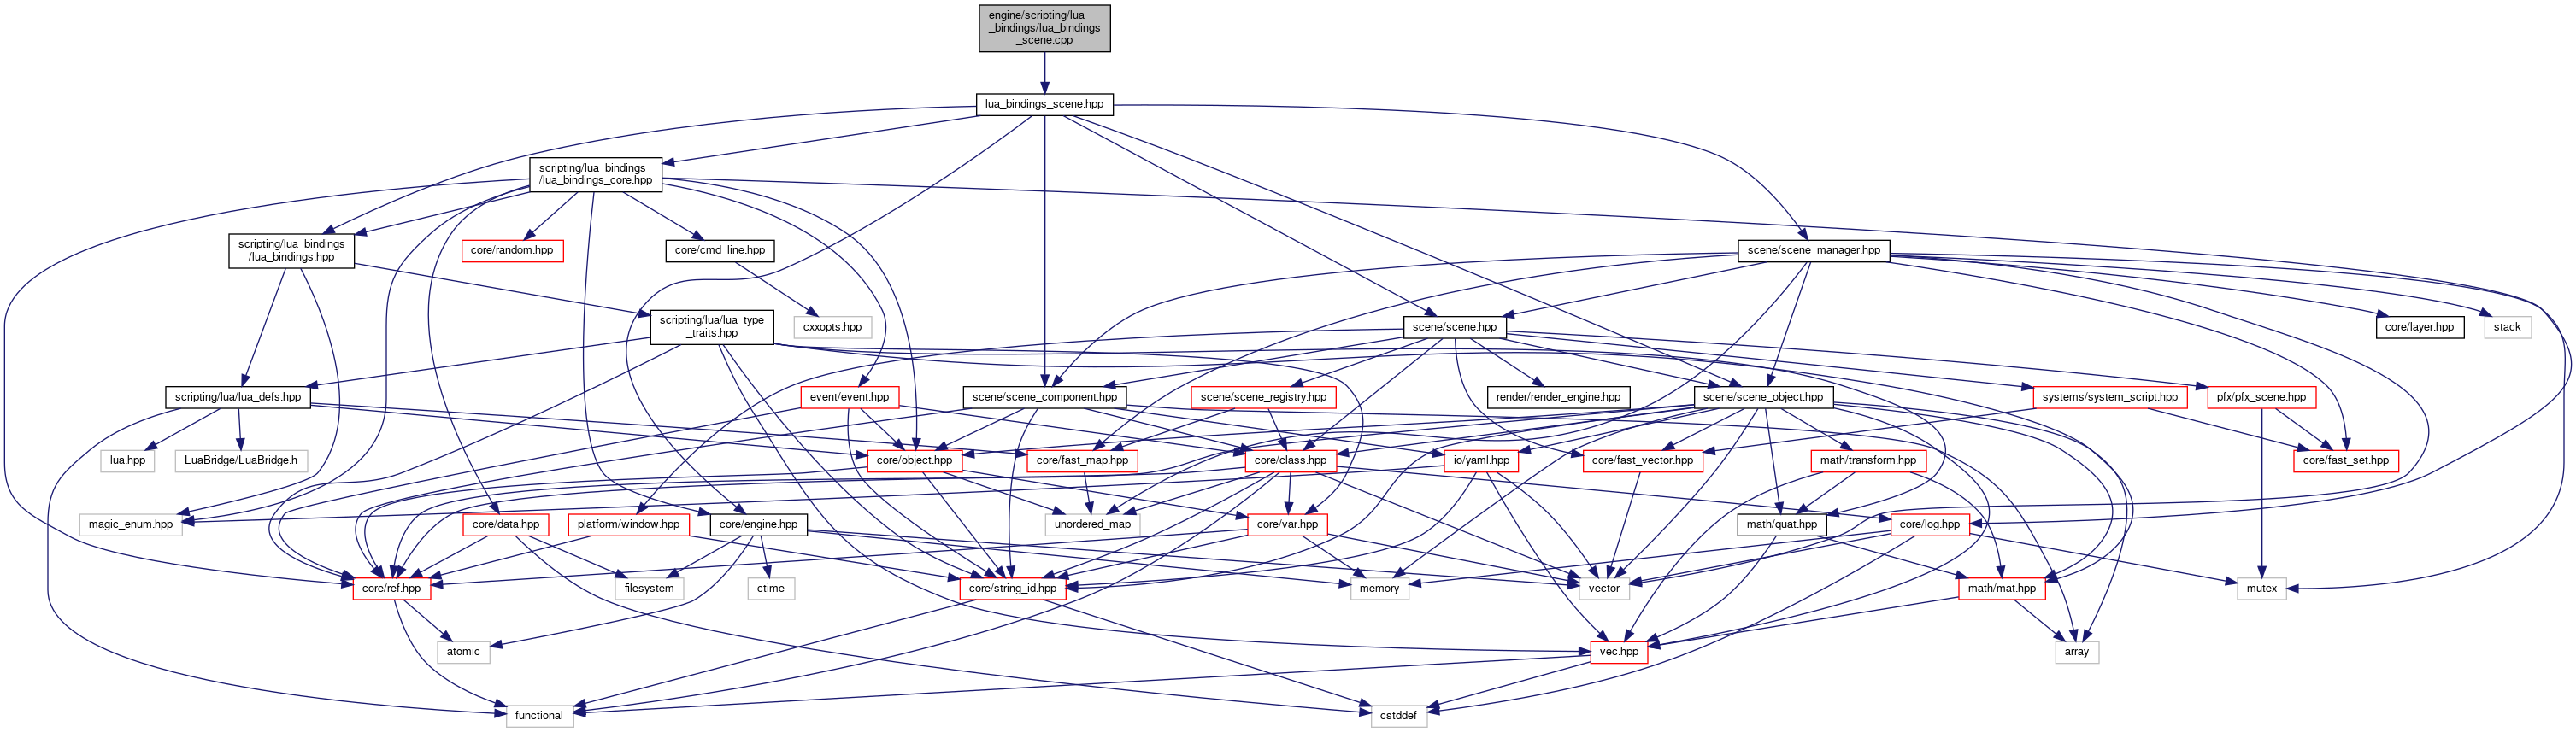 engine/scripting/lua
_bindings/lua_bindings
_scene.cpp
lua_bindings_scene.hpp
scripting/lua_bindings
/lua_bindings_core.hpp
scripting/lua_bindings
/lua_bindings.hpp
core/random.hpp
core/cmd_line.hpp
scene/scene_manager.hpp
scripting/lua/lua_type
_traits.hpp
cxxopts.hpp
scene/scene.hpp
core/layer.hpp
stack
scripting/lua/lua_defs.hpp
event/event.hpp
scene/scene_component.hpp
scene/scene_registry.hpp
render/render_engine.hpp
scene/scene_object.hpp
systems/system_script.hpp
pfx/pfx_scene.hpp
lua.hpp
LuaBridge/LuaBridge.h
core/object.hpp
core/fast_map.hpp
core/class.hpp
io/yaml.hpp
core/fast_vector.hpp
math/transform.hpp
core/fast_set.hpp
magic_enum.hpp
core/data.hpp
platform/window.hpp
core/engine.hpp
unordered_map
core/var.hpp
math/quat.hpp
core/log.hpp
core/ref.hpp
filesystem
ctime
core/string_id.hpp
memory
vector
math/mat.hpp
mutex
atomic
vec.hpp
array
functional
cstddef